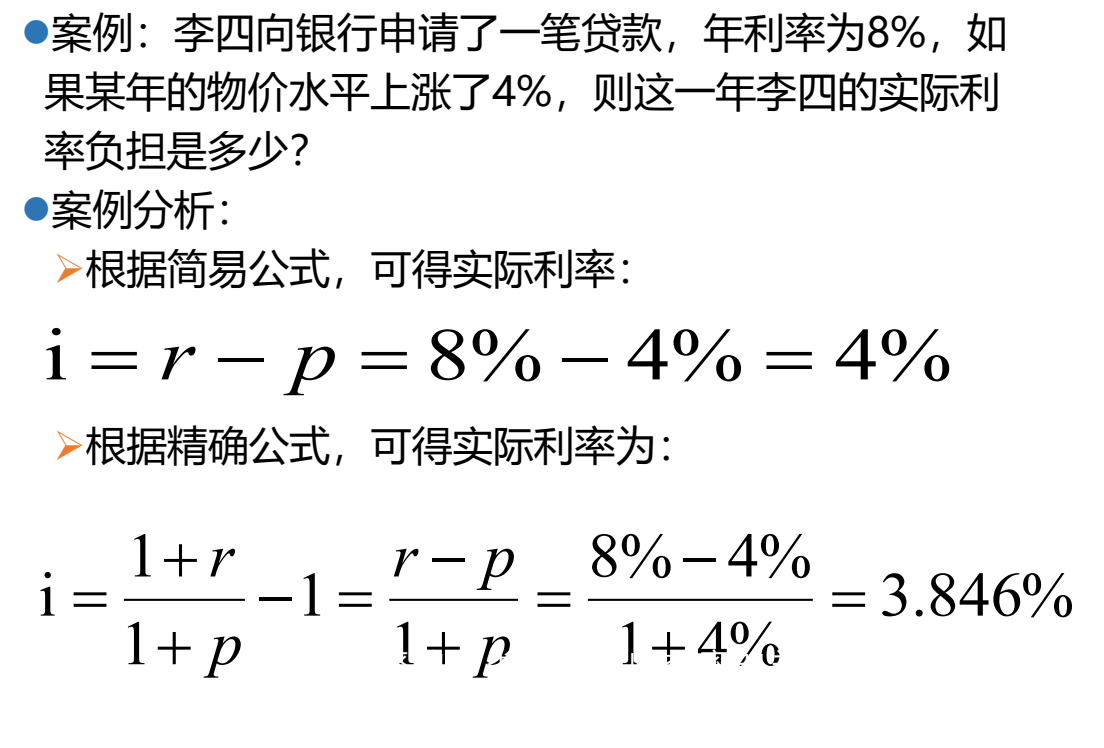 ●案例：李四向银行申请了一笔贷款，年利率为8%，如
果某年的物价水平上涨了4%，则这一年李四的实际利
率负担是多少？
●案例分析：
➢根据简易公式，可得实际利率：
i = r − p = 8% − 4% = 4%
➢根据精确公式，可得实际利率为：
i = (1 + r)/(1 + p) − 1 = (r − p)/(1 + p) = (8% − 4%)/(1 + 4%) = 3.846%